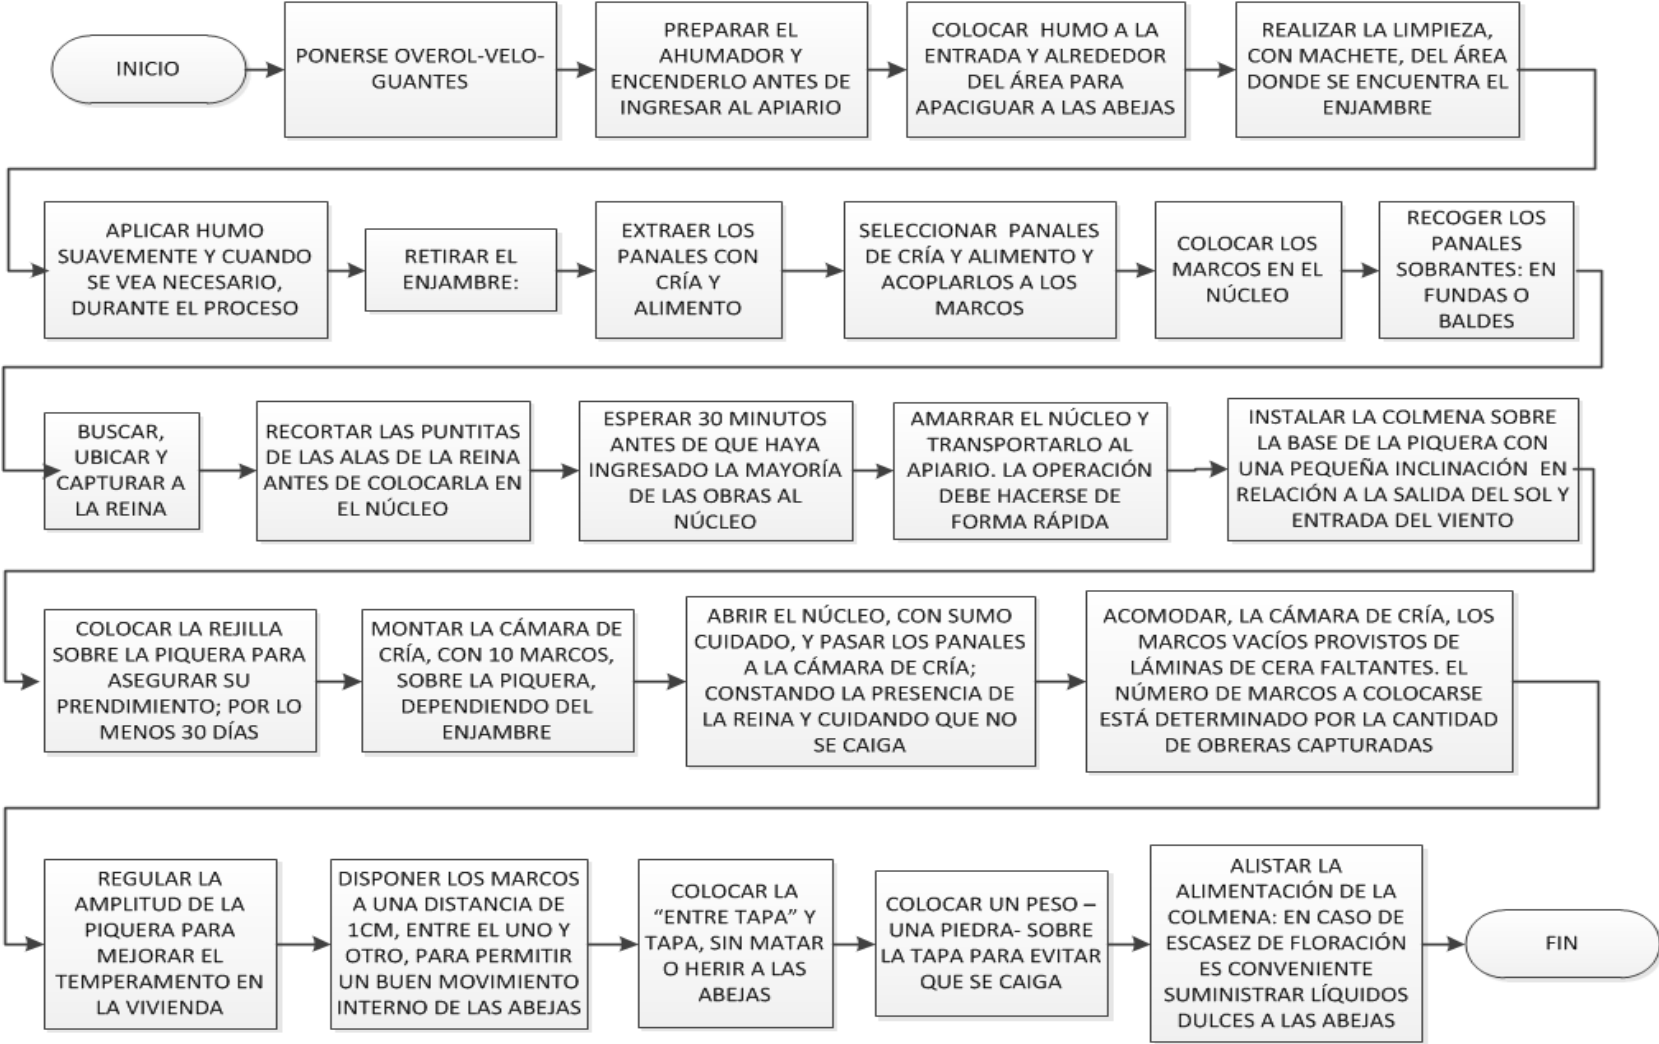 INICIO
PONERSE OVEROL-VELO-
GUANTES
PREPARAR EL
AHUMADOR Y
ENCENDERLO ANTES DE
INGRESAR AL APIARIO
COLOCAR HUMO A LA
ENTRADA Y ALREDEDOR
DEL ÁREA PARA
APACIGUAR A LAS ABEJAS
REALIZAR LA LIMPIEZA,
CON MACHETE, DEL ÁREA
DONDE SE ENCUENTRA EL
ENJAMBRE
APLICAR HUMO
SUAVEMENTE Y CUANDO
SE VEA NECESARIO,
DURANTE EL PROCESO
RETIRAR EL
ENJAMBRE:
EXTRAER LOS
PANALES CON
CRÍA Y
ALIMENTO
SELECCIONAR PANALES
DE CRÍA Y ALIMENTO Y
ACOPLARLOS A LOS
MARCOS
COLOCAR LOS
MARCOS EN EL
NÚCLEO
RECOGER LOS
PANALES
SOBRANTES: EN
FUNDAS O
BALDES
BUSCAR,
UBICAR Y
CAPTURAR A
LA REINA
RECORTAR LAS PUNTITAS
DE LAS ALAS DE LA REINA
ANTES DE COLOCARLA EN
EL NÚCLEO
ESPERAR 30 MINUTOS
ANTES DE QUE HAYA
INGRESADO LA MAYORÍA
DE LAS OBRAS AL
NÚCLEO
AMARRAR EL NÚCLEO Y
TRANSPORTARLO AL
APIARIO. LA OPERACIÓN
DEBE HACERSE DE
FORMA RÁPIDA
INSTALAR LA COLMENA SOBRE
LA BASE DE LA PIQUERA CON
UNA PEQUEÑA INCLINACIÓN EN
RELACIÓN A LA SALIDA DEL SOL Y
ENTRADA DEL VIENTO
COLOCAR LA REJILLA
SOBRE LA PIQUERA PARA
ASEGURAR SU
PRENDIMIENTO; POR LO
MENOS 30 DÍAS
MONTAR LA CÁMARA DE
CRÍA, CON 10 MARCOS,
SOBRE LA PIQUERA,
DEPENDIENDO DEL
ENJAMBRE
ABRIR EL NÚCLEO, CON SUMO
CUIDADO, Y PASAR LOS PANALES
A LA CÁMARA DE CRÍA;
CONSTANDO LA PRESENCIA DE
LA REINA Y CUIDANDO QUE NO
SE CAIGA
ACOMODAR, LA CÁMARA DE CRÍA, LOS
MARCOS VACÍOS PROVISTOS DE
LÁMINAS DE CERA FALTANTES. EL
NÚMERO DE MARCOS A COLOCARSE
ESTÁ DETERMINADO POR LA CANTIDAD
DE OBRERAS CAPTURADAS
REGULAR LA
AMPLITUD DE LA
PIQUERA PARA
MEJORAR EL
TEMPERAMENTO EN
LA VIVIENDA
DISPONER LOS MARCOS
A UNA DISTANCIA DE
1CM, ENTRE EL UNO Y
OTRO, PARA PERMITIR
UN BUEN MOVIMIENTO
INTERNO DE LAS ABEJAS
COLOCAR LA
“ENTRE TAPA” Y
TAPA, SIN MATAR
O HERIR A LAS
ABEJAS
COLOCAR UN PESO –
UNA PIEDRA- SOBRE
LA TAPA PARA EVITAR
QUE SE CAIGA
ALISTAR LA
ALIMENTACIÓN DE LA
COLMENA: EN CASO DE
ESCASEZ DE FLORACIÓN
ES CONVENIENTE
SUMINISTRAR LÍQUIDOS
DULCES A LAS ABEJAS
FIN